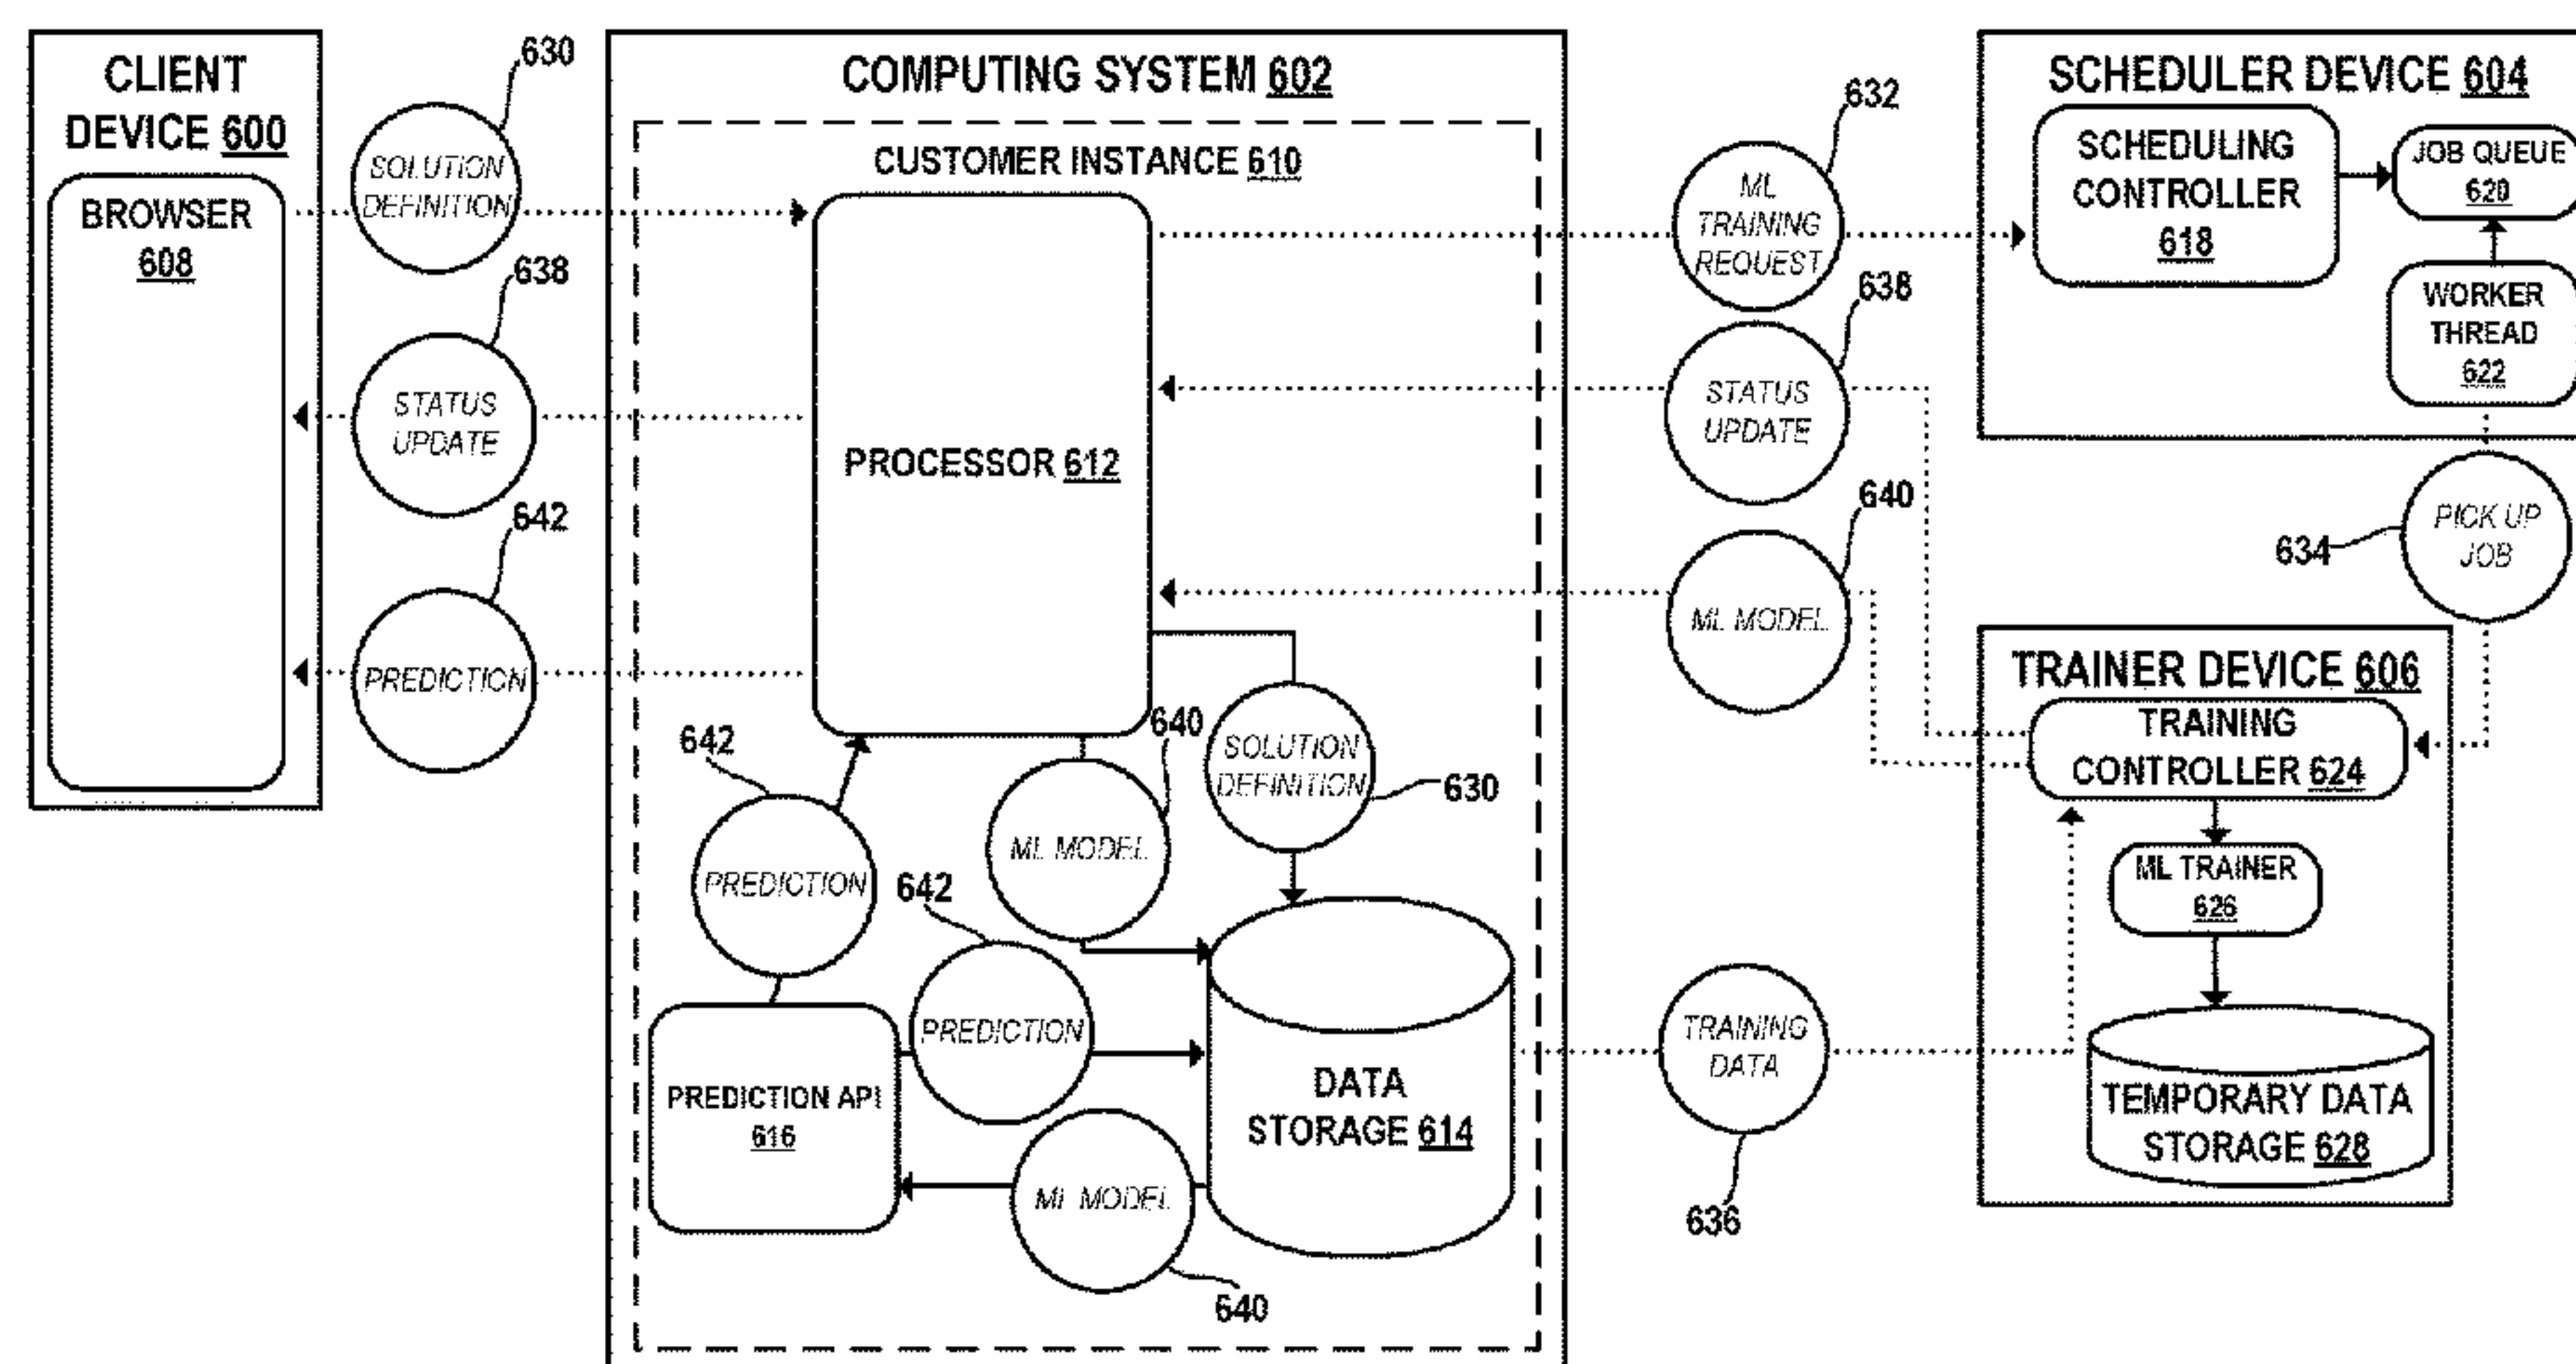 CLIENT
DEVICE 600
BROWSER
608
630
SOLUTION
DEFINITION
638
STATUS
UPDATE
642
PREDICTION
COMPUTING SYSTEM 602
CUSTOMER INSTANCE 610
PROCESSOR 612
642
PREDICTION
640
ML MODEL
SOLUTION
DEFINITION
630
642
PREDICTION
PREDICTION API
616
ML MODEL
640
DATA
STORAGE 614
632
ML
TRAINING
REQUEST
638
STATUS
UPDATE
640
ML MODEL
TRAINING
DATA
636
SCHEDULER DEVICE 604
SCHEDULING
CONTROLLER
618
JOB QUEUE
620
WORKER
THREAD
622
PICK UP
JOB
634
TRAINER DEVICE 606
TRAINING
CONTROLLER 624
ML TRAINER
626
TEMPORARY DATA
STORAGE 628